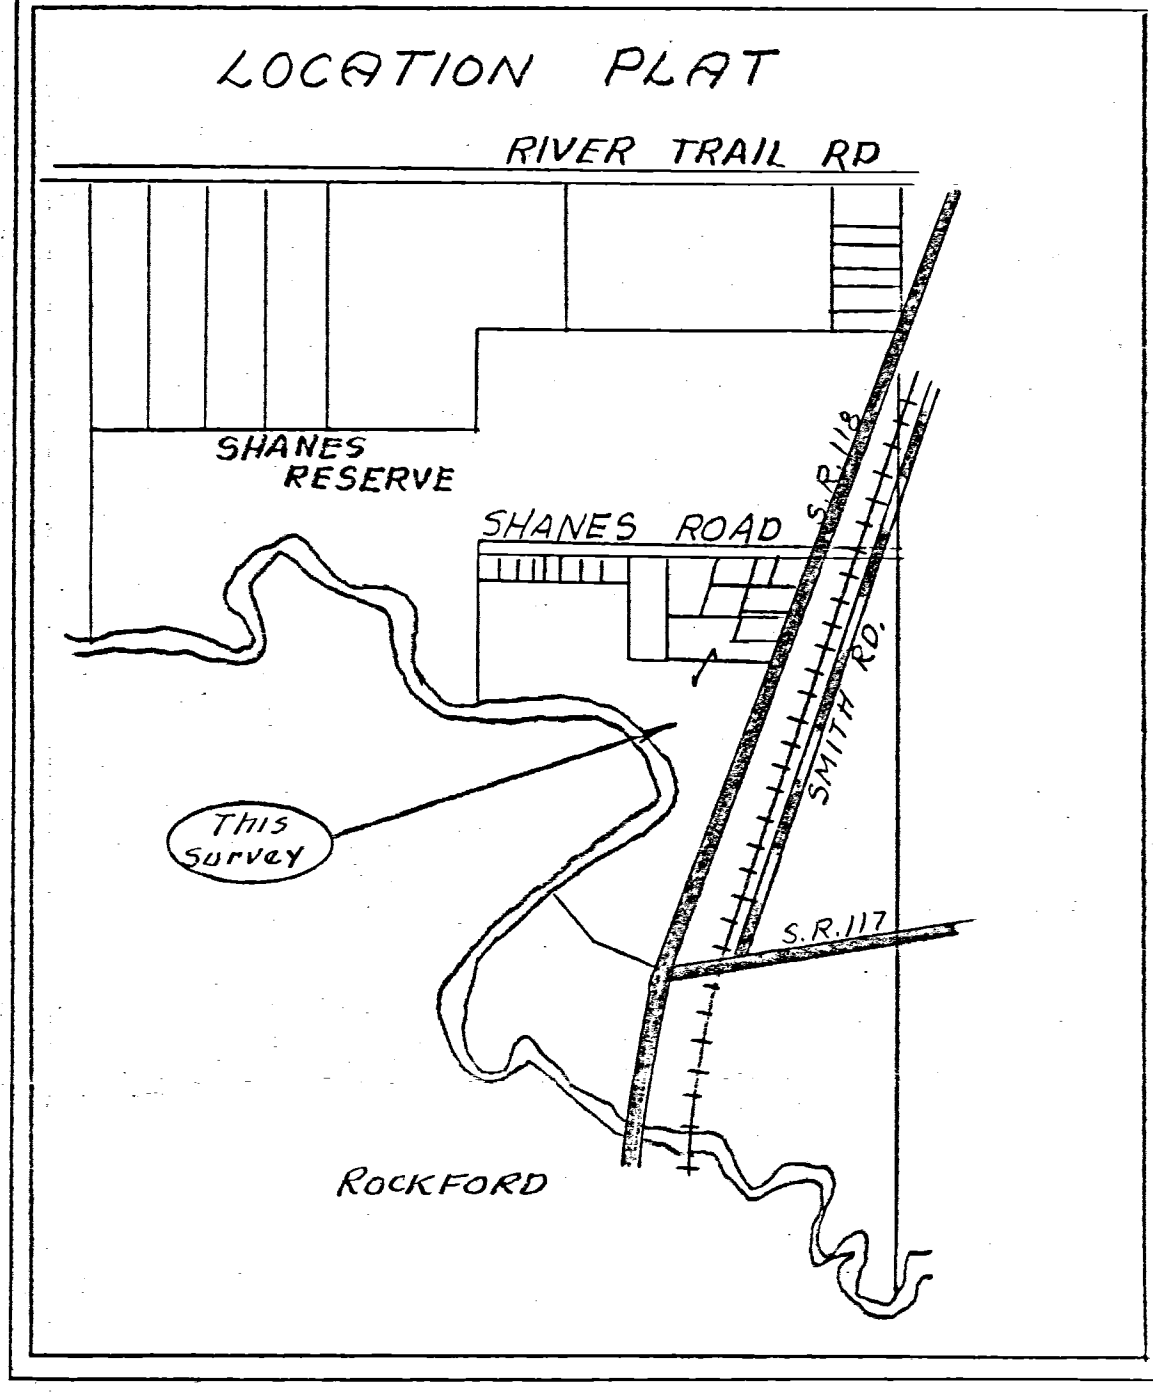 LOCATION PLAT
RIVER TRAIL RD
S.R. 118
SHANES
RESERVE
SHANES ROAD
SMITH RD.
This
Survey
S.R. 117
ROCKFORD